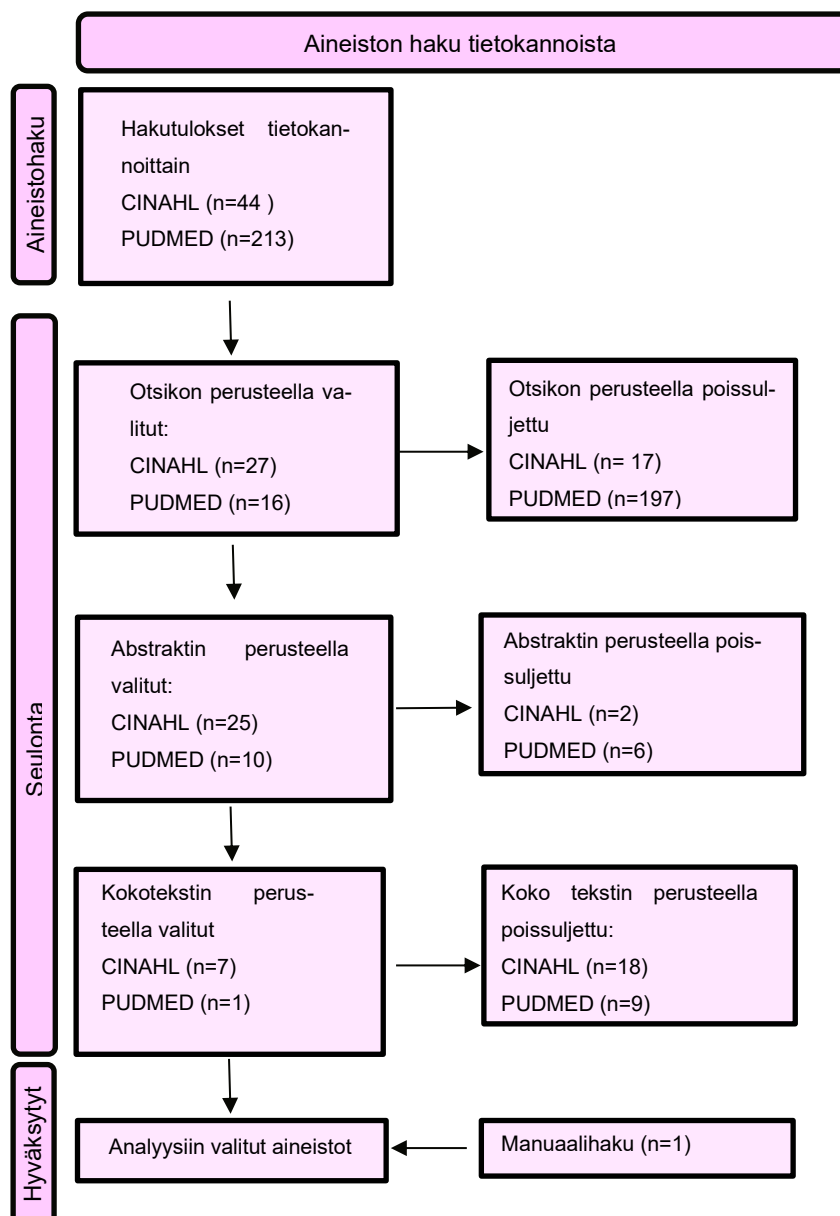 Aineiston haku tietokannoista
Aineistohaku
Hakutulokset tietokan-
noittain
CINAHL (n=44 )
PUDMED (n=213)
Seulonta
Otsikon perusteella va-
litut:
CINAHL (n=27)
PUDMED (n=16)
Otsikon perusteella poissul-
jettu
CINAHL (n= 17)
PUDMED (n=197)
Abstraktin perusteella
valitut:
CINAHL (n=25)
PUDMED (n=10)
Abstraktin perusteella pois-
suljettu
CINAHL (n=2)
PUDMED (n=6)
Kokotekstin perus-
teella valitut
CINAHL (n=7)
PUDMED (n=1)
Koko tekstin perusteella
poissuljettu:
CINAHL (n=18)
PUDMED (n=9)
Hyväksytyt
Analyysiin valitut aineistot
Manuaalihaku (n=1)